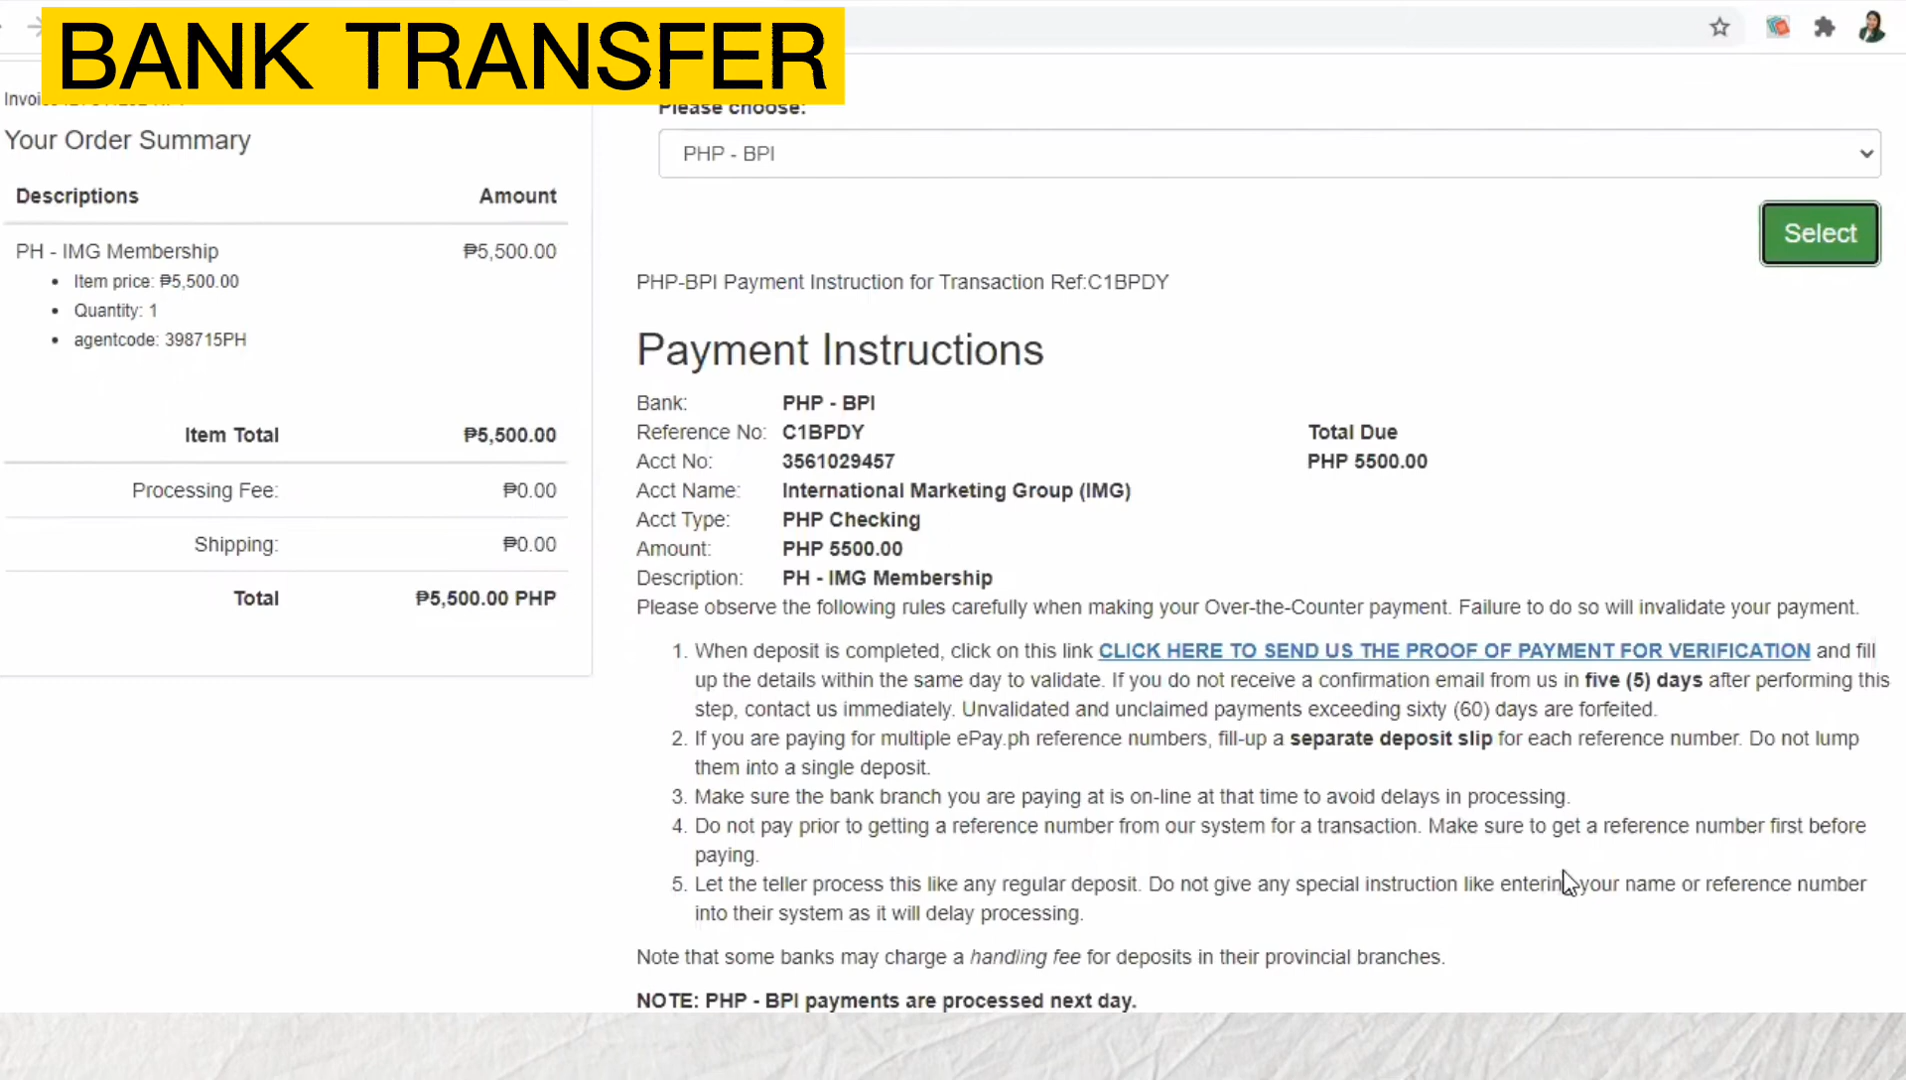 BANK TRANSFER
Your Order Summary
Descriptions Amount
PH - IMG Membership ₱5,500.00
• Item price: ₱5,500.00
• Quantity: 1
• agentcode: 398715PH
Item Total ₱5,500.00
Processing Fee: ₱0.00
Shipping: ₱0.00
Total ₱5,500.00 PHP
Please choose:
PHP - BPI
Select
PHP-BPI Payment Instruction for Transaction Ref:C1BPDY
Payment Instructions
Bank: PHP - BPI
Reference No: C1BPDY Total Due
Acct No: 3561029457 PHP 5500.00
Acct Name: International Marketing Group (IMG)
Acct Type: PHP Checking
Amount: PHP 5500.00
Description: PH - IMG Membership
Please observe the following rules carefully when making your Over-the-Counter payment. Failure to do so will invalidate your payment.
1. When deposit is completed, click on this link CLICK HERE TO SEND US THE PROOF OF PAYMENT FOR VERIFICATION and fill
up the details within the same day to validate. If you do not receive a confirmation email from us in five (5) days after performing this
step, contact us immediately. Unvalidated and unclaimed payments exceeding sixty (60) days are forfeited.
2. If you are paying for multiple ePay.ph reference numbers, fill-up a separate deposit slip for each reference number. Do not lump
them into a single deposit.
3. Make sure the bank branch you are paying at is on-line at that time to avoid delays in processing.
4. Do not pay prior to getting a reference number from our system for a transaction. Make sure to get a reference number first before
paying.
5. Let the teller process this like any regular deposit. Do not give any special instruction like entering your name or reference number
into their system as it will delay processing.
Note that some banks may charge a handling fee for deposits in their provincial branches.
NOTE: PHP - BPI payments are processed next day.